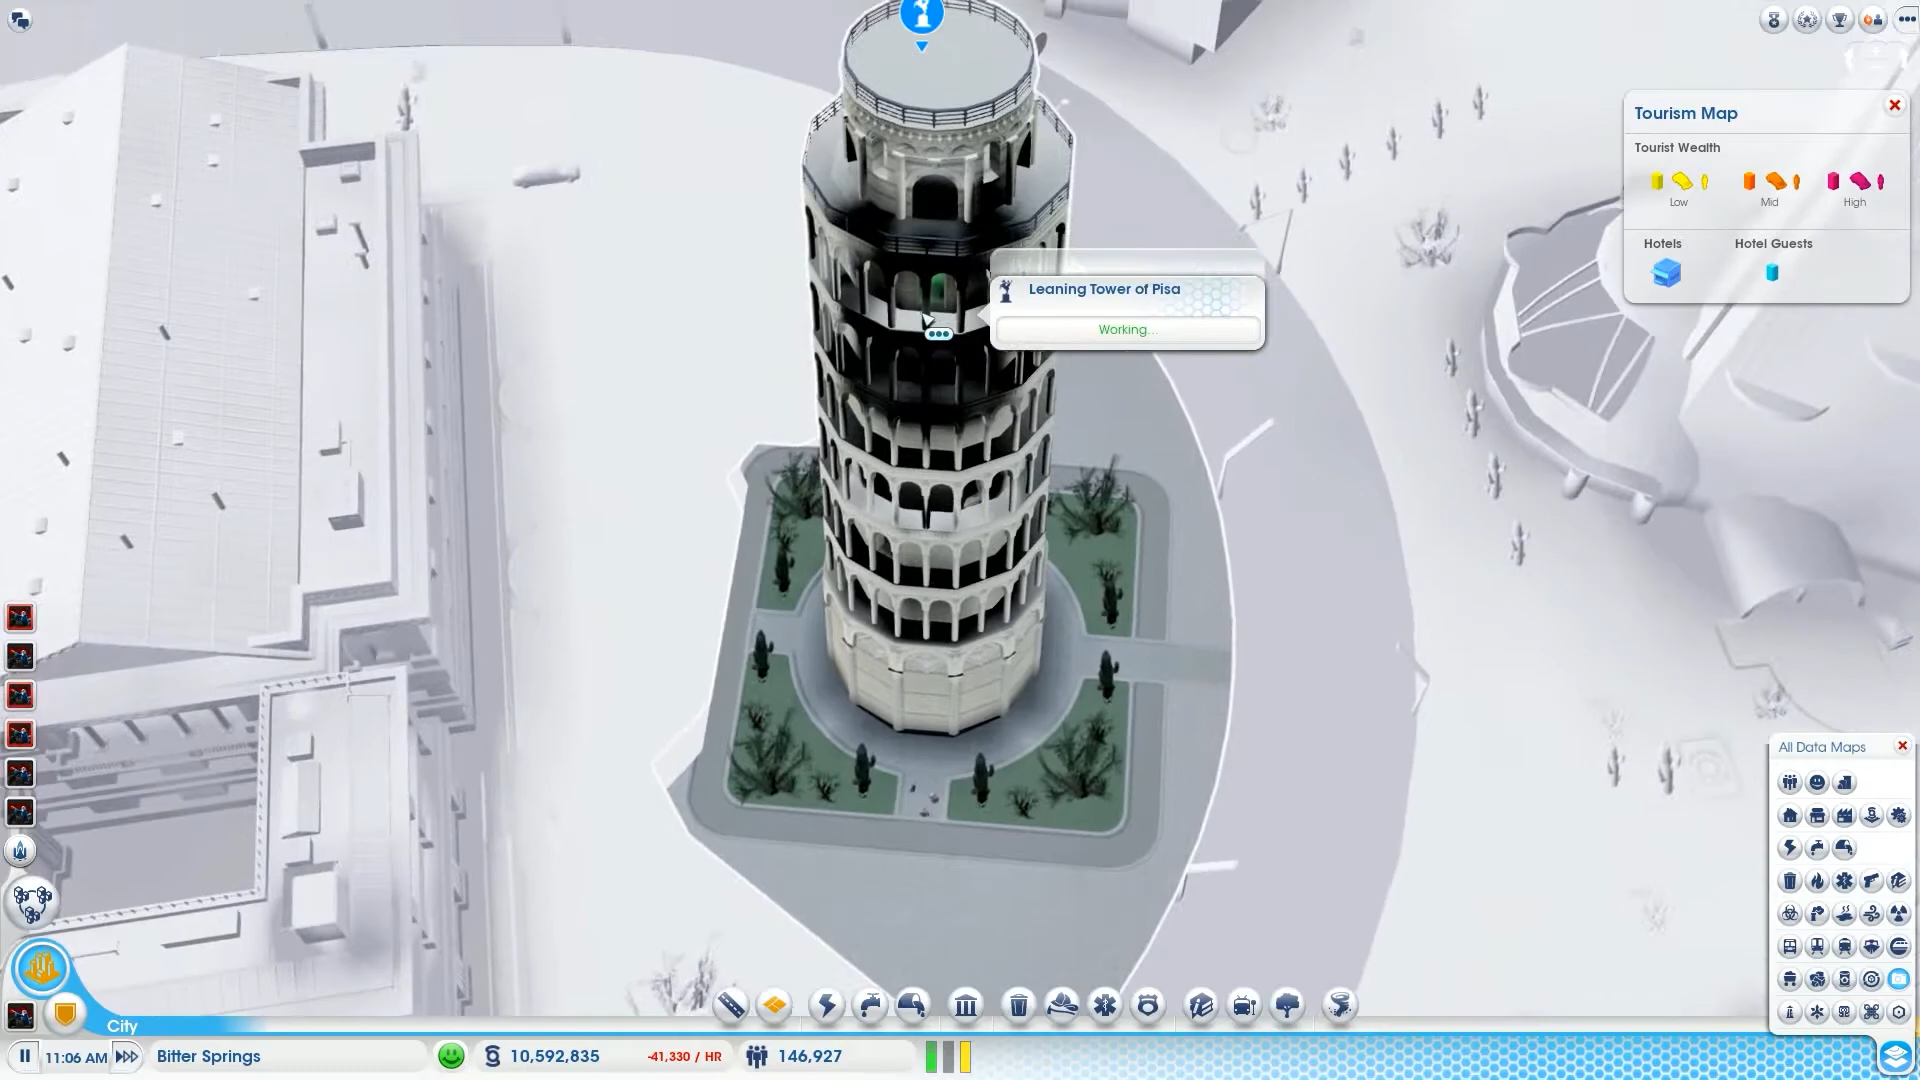 Tourism Map
Tourist Wealth
Low Mid High
Hotels Hotel Guests
Leaning Tower of Pisa
Working...
All Data Maps
City
11:06 AM Bitter Springs 10,592,835 -41,330 / HR 146,927